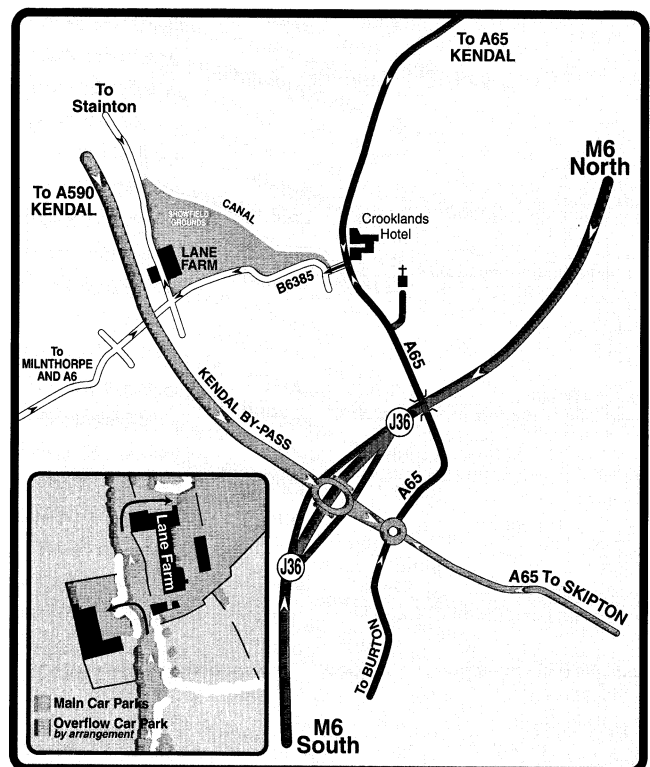 To A65
KENDAL
To
Stainton
M6
North
To A590
KENDAL
CANAL
SHOWFIELD
GROUNDS
Crooklands
Hotel
LANE
FARM
B6385
To
MILNTHORPE
AND A6
A65
KENDAL BY-PASS
J36
A65
J36
A65 To SKIPTON
To BURTON
Lane Farm
Main Car Parks
Overflow Car Park
by arrangement
M6
South